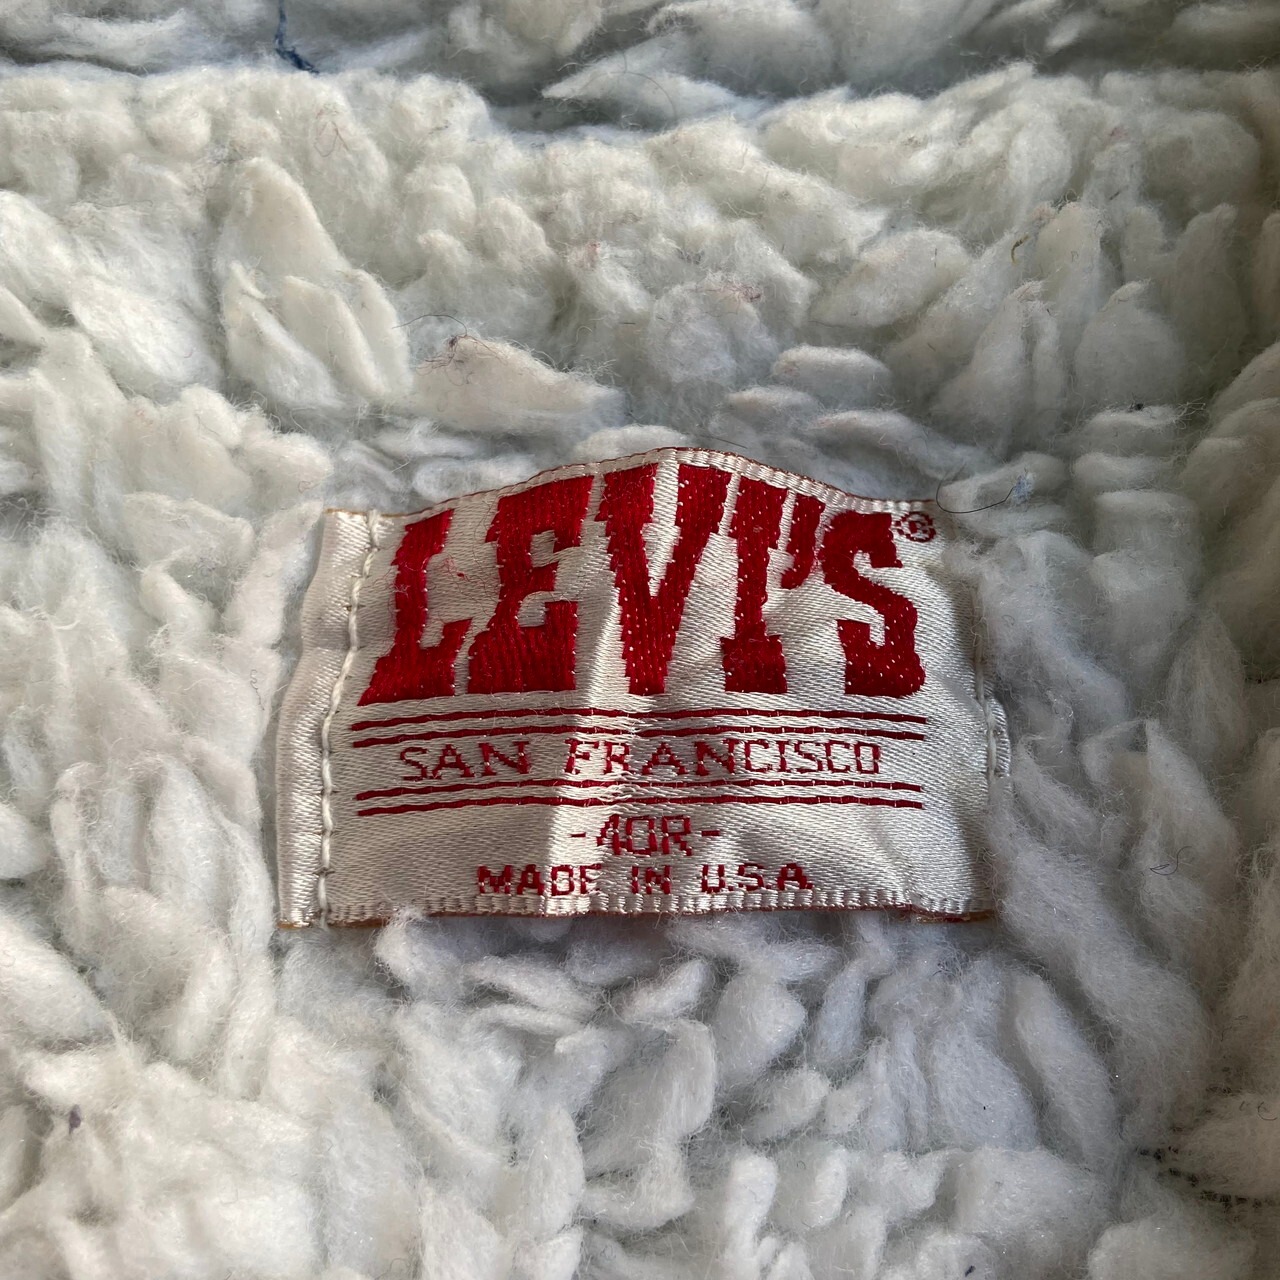 LEVI'S®
SAN FRANCISCO
-40R-
MADE IN U.S.A.